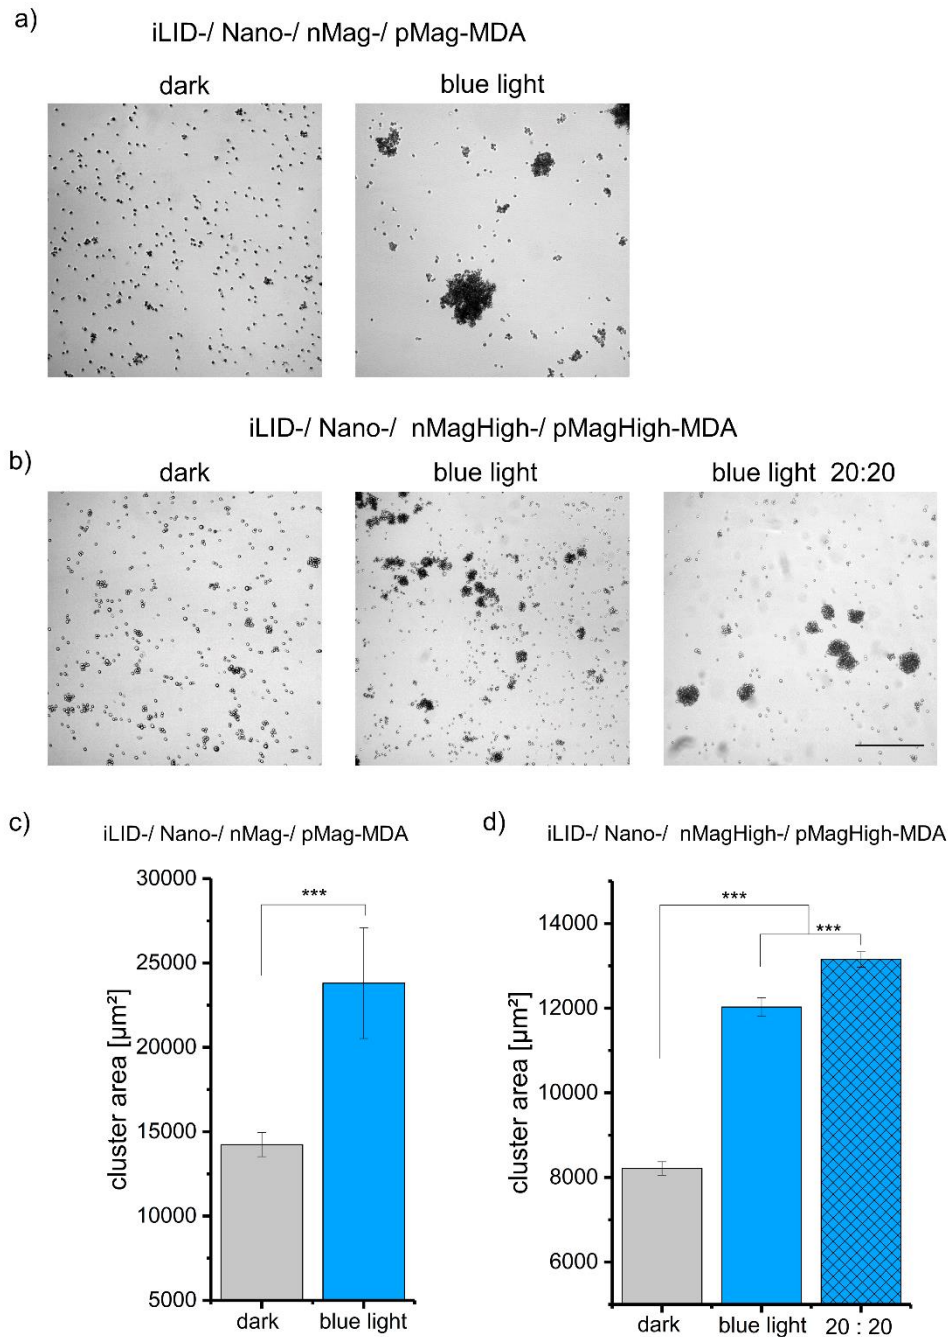 a)
iLID-/ Nano-/ nMag-/ pMag-MDA
dark
blue light
iLID-/ Nano-/ nMagHigh-/ pMagHigh-MDA
b)
dark
blue light
blue light 20:20
c)
iLID-/ Nano-/ nMag-/ pMag-MDA
30000
25000
20000
15000
10000
5000
cluster area [µm²]
***
dark
blue light
d)
iLID-/ Nano-/ nMagHigh-/ pMagHigh-MDA
14000
12000
10000
8000
6000
cluster area [µm²]
***
***
dark
blue light
20 : 20